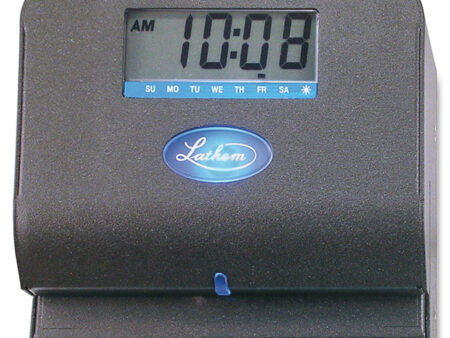 AM 10:08
SU MO TU WE TH FR SA
Lathem